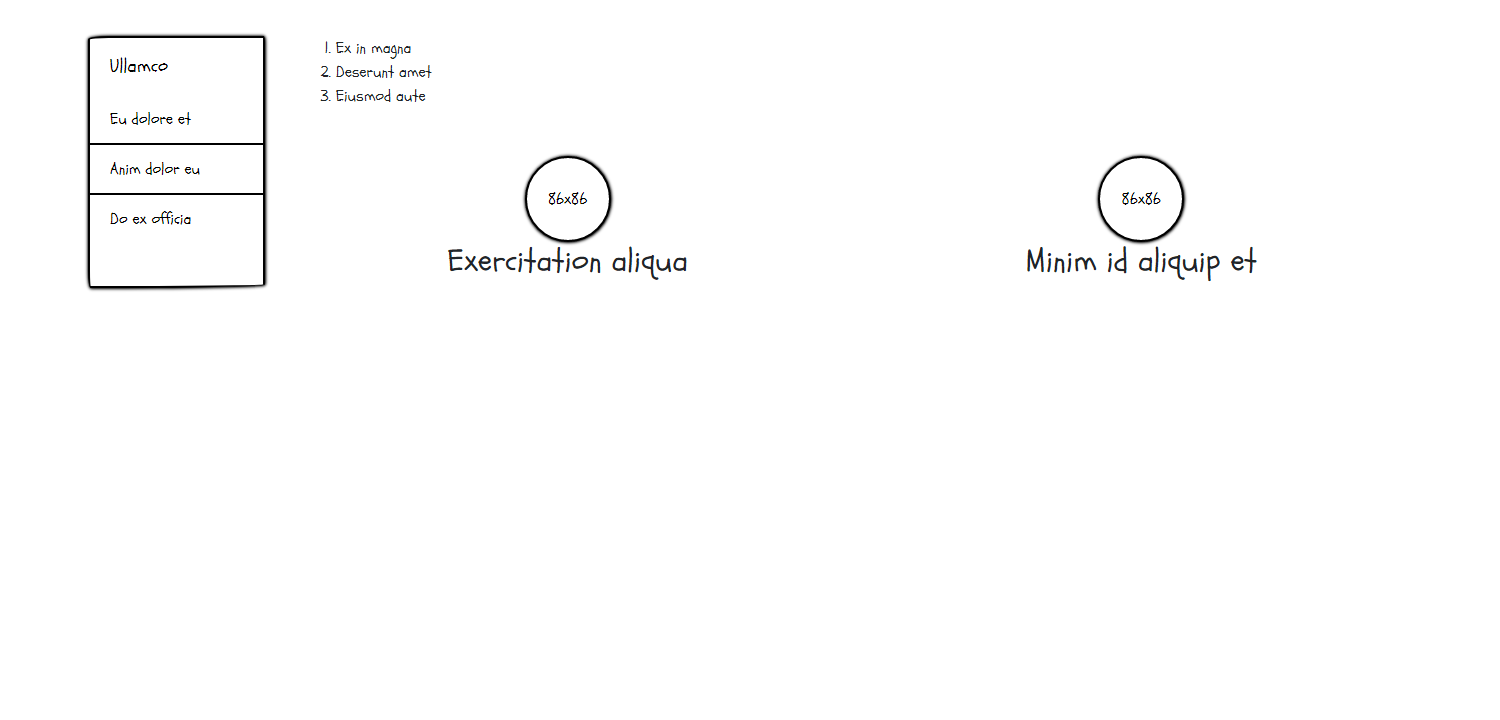 Ullamco
Eu dolore et
Anim dolor eu
Do ex officia
1. Ex in magna
2. Deserunt amet
3. Eiusmod aute
86x86
Exercitation aliqua
86x86
Minim id aliquip et